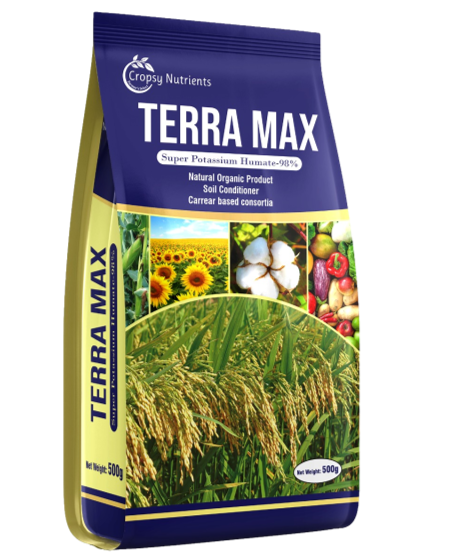 Cropsy Nutrients
TERRA MAX
Super Potassium Humate-98%
Natural Organic Product
Soil Conditioner
Carrear based consortia
Net Weight: 500g
TERRA MAX
Super Potassium Humate-98%
Net Weight: 500g